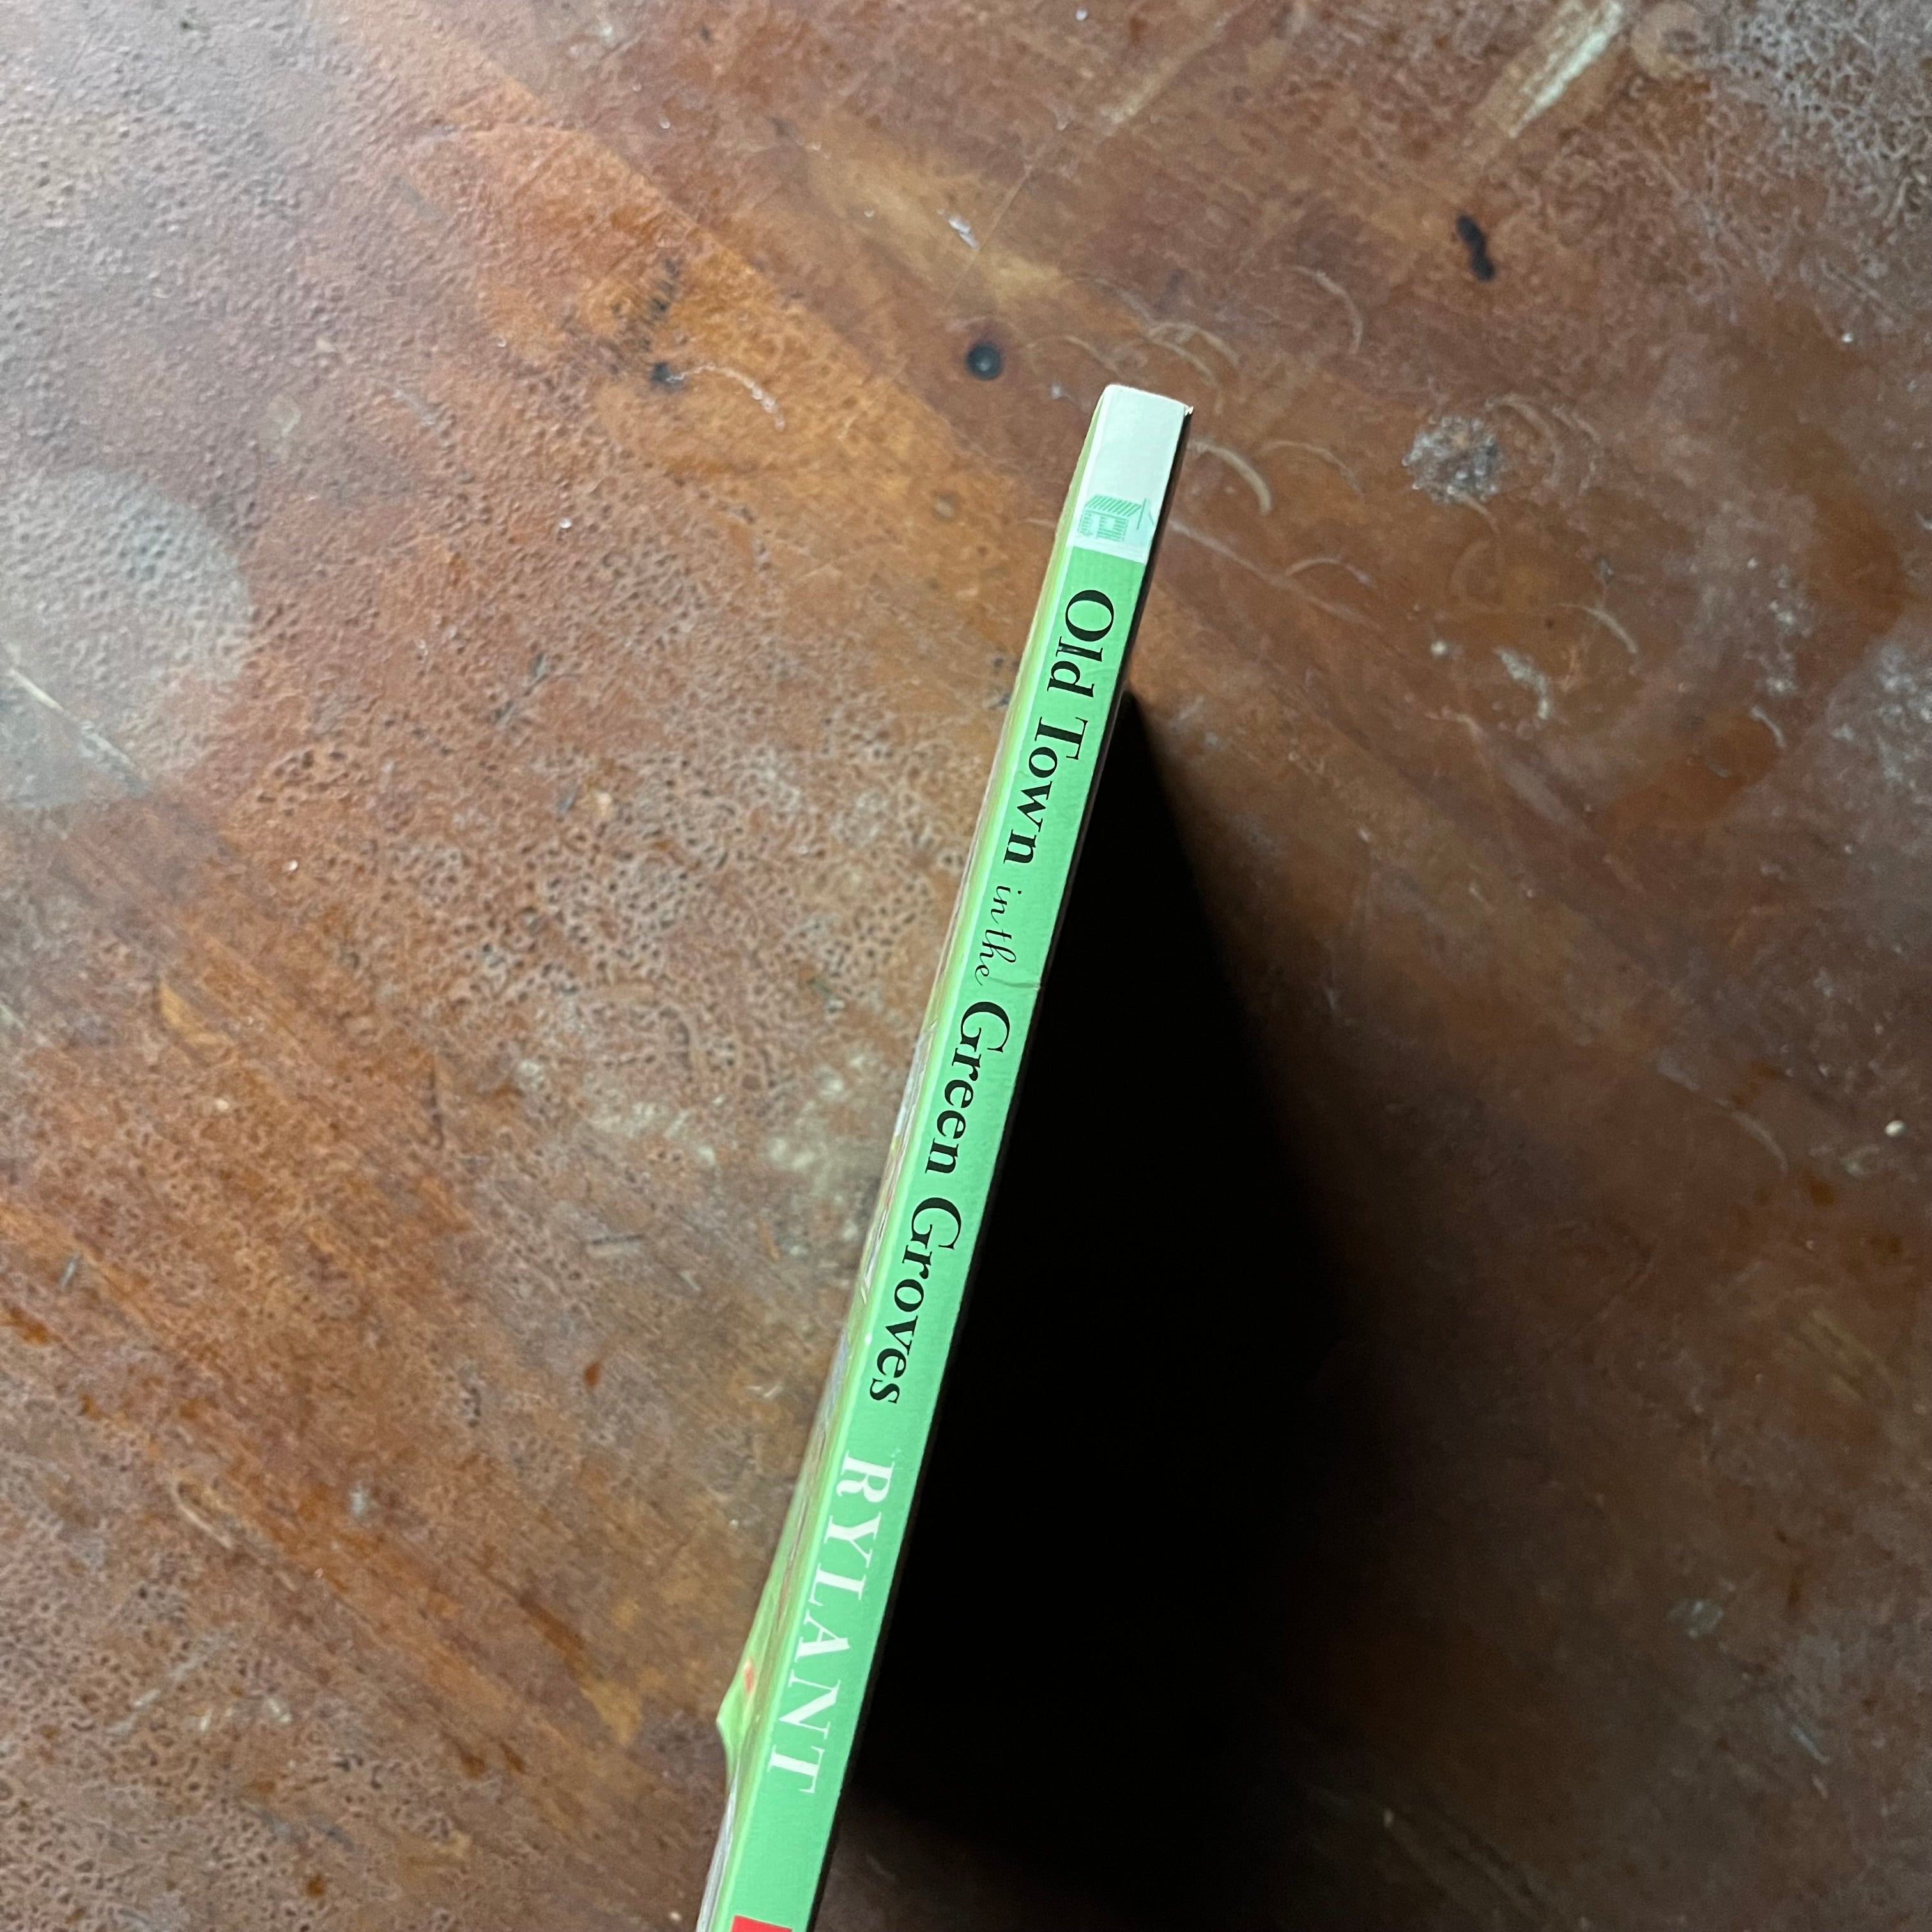 Old Town in the Green Groves RYLANT